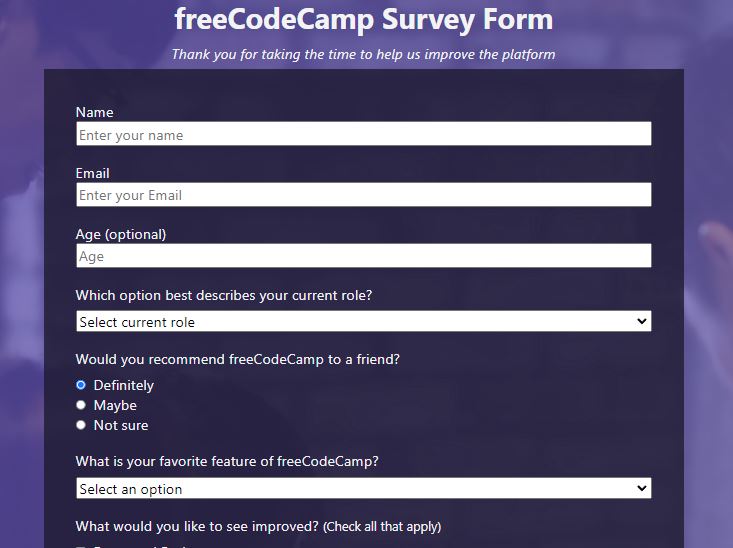 freeCodeCamp Survey Form
Thank you for taking the time to help us improve the platform
Name
Enter your name
Email
Enter your Email
Age (optional)
Age
Which option best describes your current role?
Select current role
Would you recommend freeCodeCamp to a friend?
Definitely
Maybe
Not sure
What is your favorite feature of freeCodeCamp?
Select an option
What would you like to see improved? (Check all that apply)